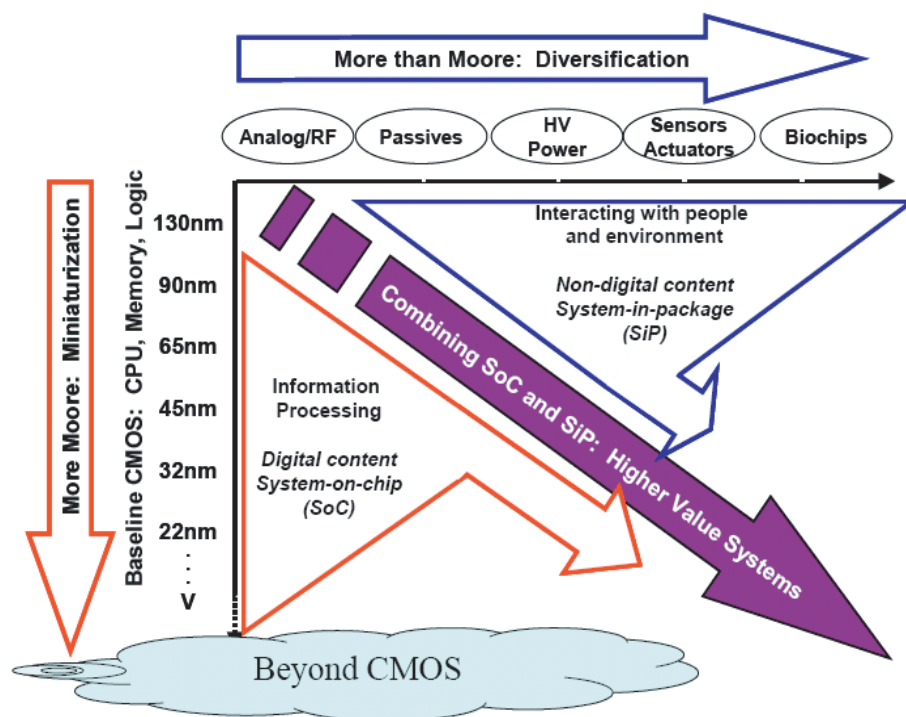 More than Moore: Diversification
Analog/RF
Passives
HV
Power
Sensors
Actuators
Biochips
More Moore: Miniaturization
Baseline CMOS: CPU, Memory, Logic
130nm
90nm
65nm
45nm
32nm
22nm
V
Interacting with people
and environment
Non-digital content
System-in-package
(SiP)
Combining SoC and SiP: Higher Value Systems
Information
Processing
Digital content
System-on-chip
(SoC)
Beyond CMOS